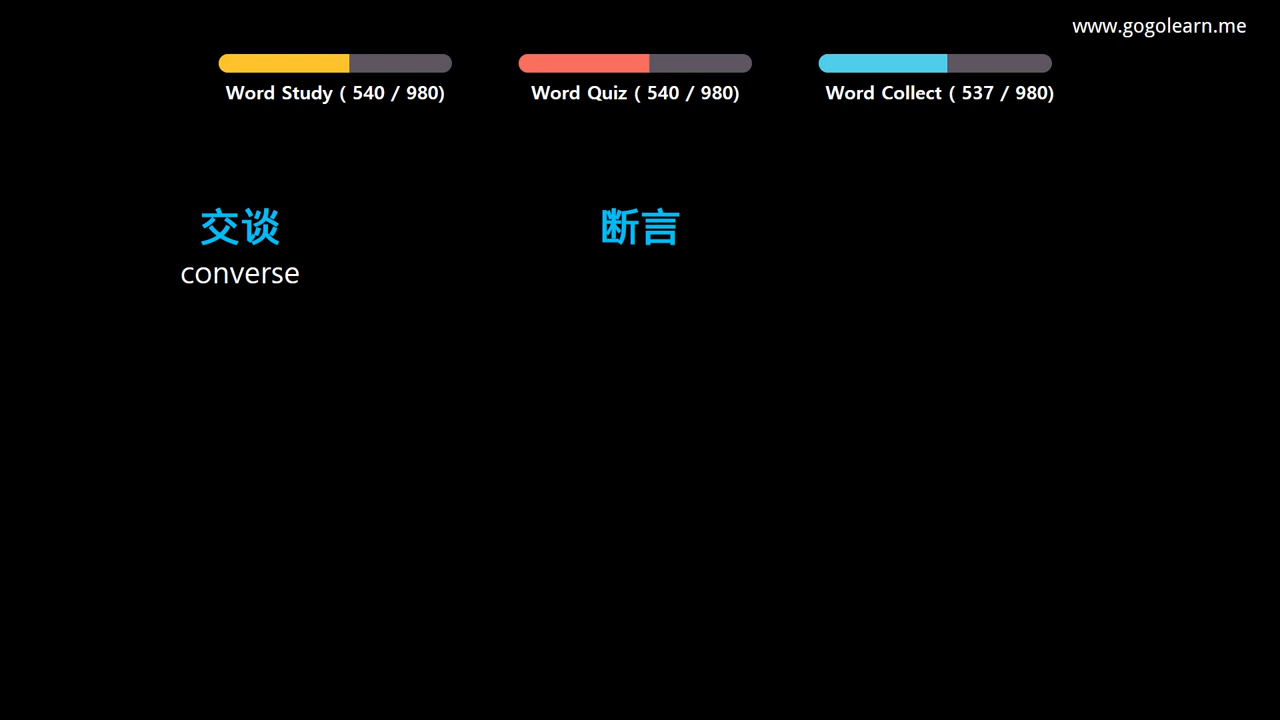 www.gogolearn.me
Word Study ( 540 / 980)
Word Quiz ( 540 / 980)
Word Collect ( 537 / 980)
交谈
converse
断言